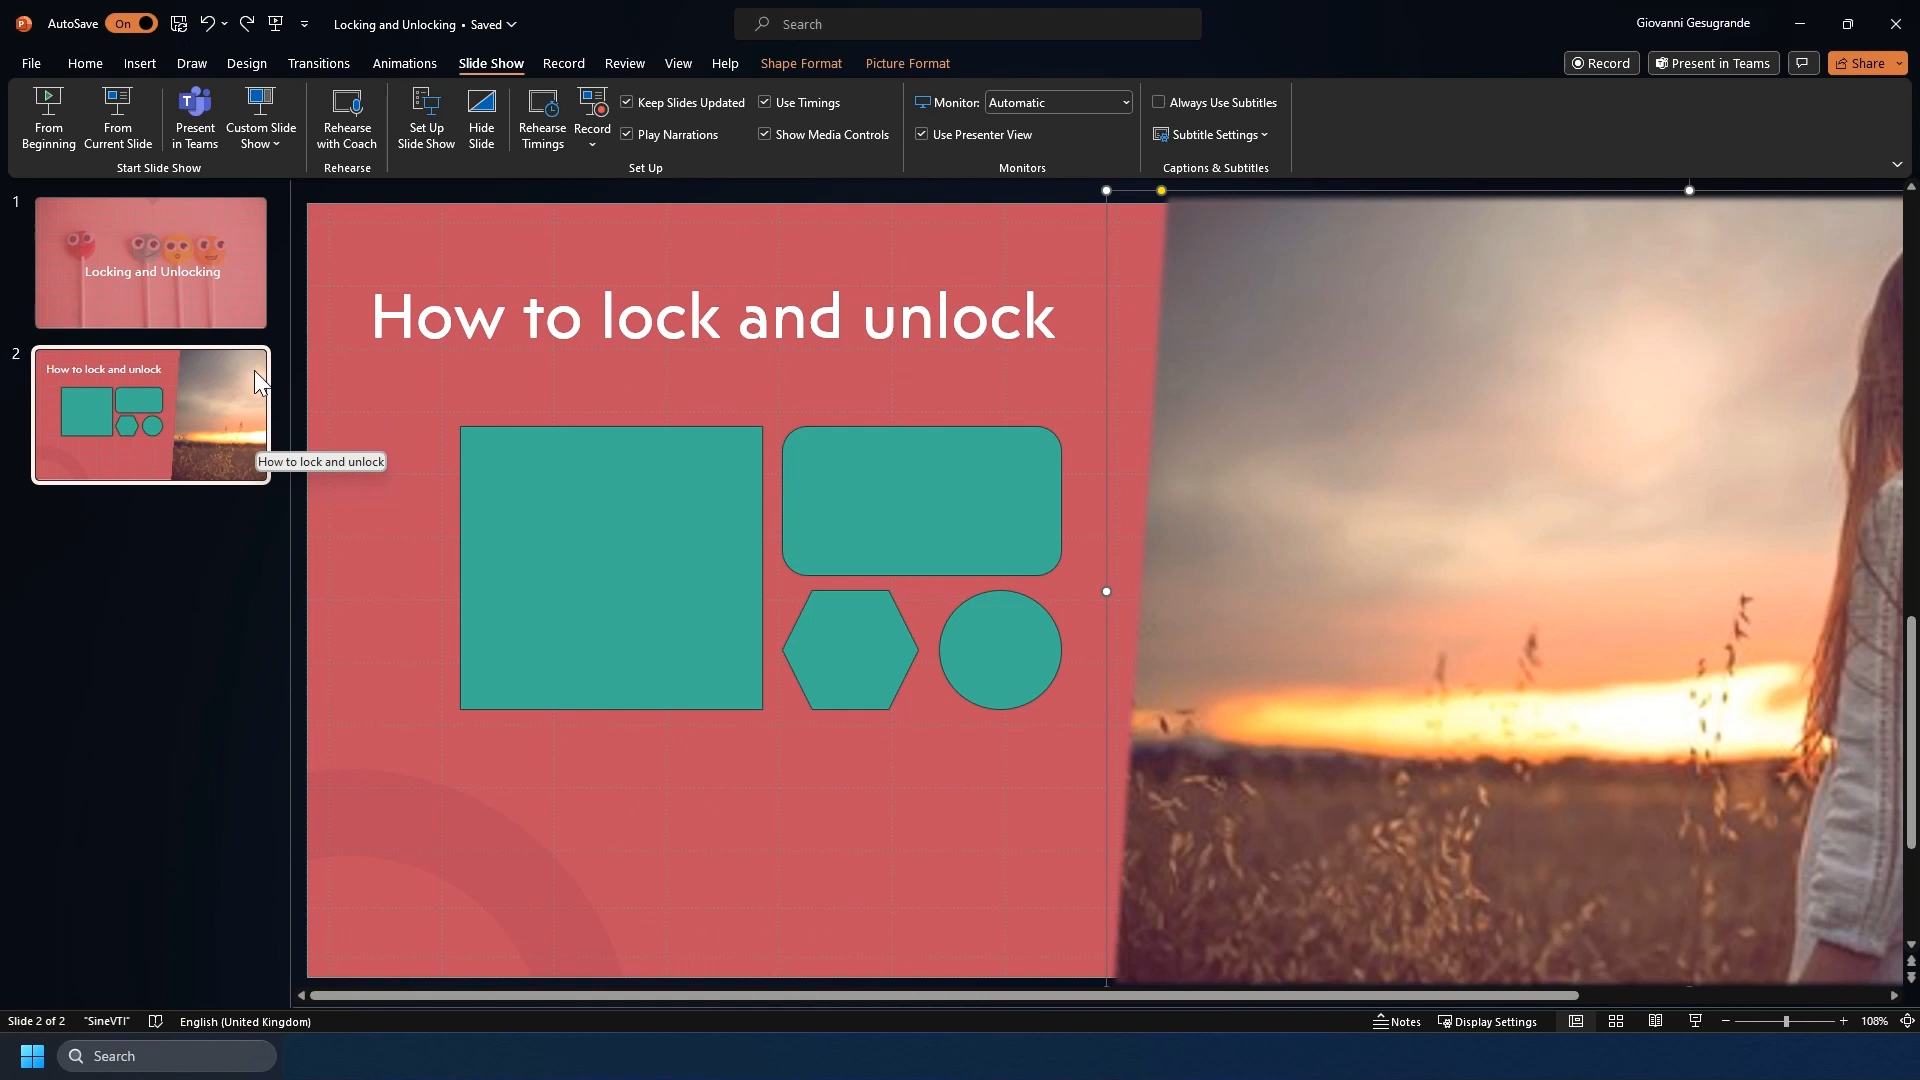 AutoSave On Locking and Unlocking • Saved Search Giovanni Gesugrande
File Home Insert Draw Design Transitions Animations Slide Show Record Review View Help Shape Format Picture Format Record Present in Teams Share
From Beginning
From Current Slide
Present in Teams
Custom Slide Show
Start Slide Show
Rehearse with Coach
Rehearse
Set Up Slide Show
Hide Slide
Rehearse Timings
Record
Keep Slides Updated
Play Narrations
Use Timings
Show Media Controls
Set Up
Monitor: Automatic
Use Presenter View
Monitors
Always Use Subtitles
Subtitle Settings
Captions & Subtitles
1
Locking and Unlocking
2
How to lock and unlock
How to lock and unlock
How to lock and unlock
Slide 2 of 2 "SineVTI" English (United Kingdom) Notes Display Settings 108%
Search